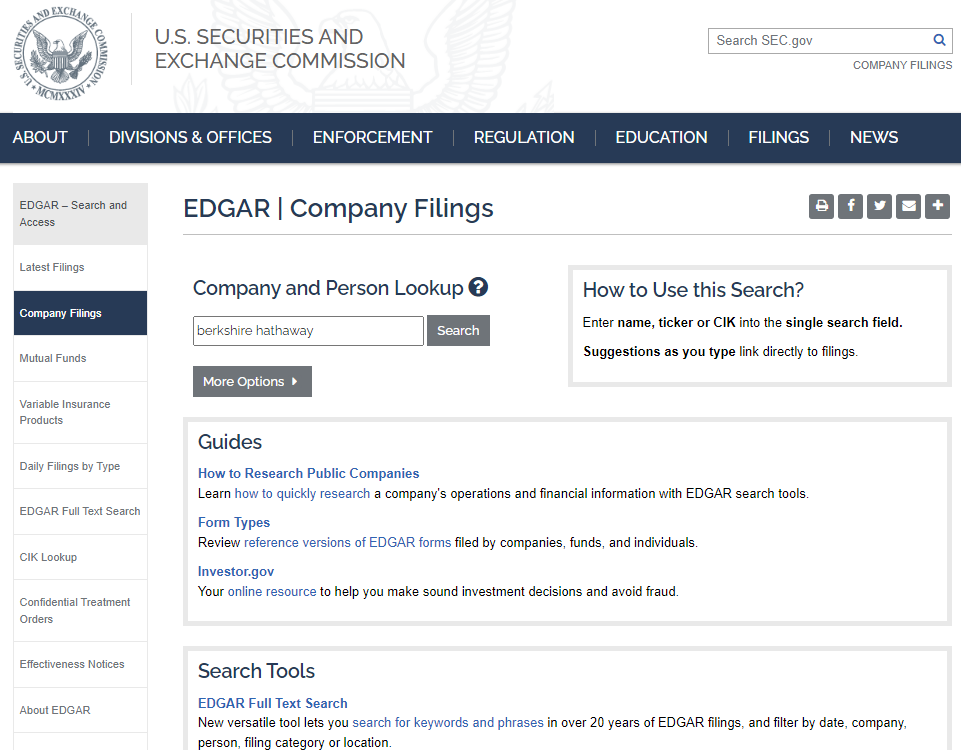 U.S. SECURITIES AND EXCHANGE COMMISSION
MCMXXXIV
U.S. SECURITIES AND
EXCHANGE COMMISSION
Search SEC.gov
COMPANY FILINGS
ABOUT
DIVISIONS & OFFICES
ENFORCEMENT
REGULATION
EDUCATION
FILINGS
NEWS
EDGAR – Search and
Access
Latest Filings
Company Filings
Mutual Funds
Variable Insurance
Products
Daily Filings by Type
EDGAR Full Text Search
CIK Lookup
Confidential Treatment
Orders
Effectiveness Notices
About EDGAR
EDGAR | Company Filings
Company and Person Lookup
berkshire hathaway
Search
More Options
How to Use this Search?
Enter name, ticker or CIK into the single search field.
Suggestions as you type link directly to filings.
Guides
How to Research Public Companies
Learn how to quickly research a company's operations and financial information with EDGAR search tools.
Form Types
Review reference versions of EDGAR forms filed by companies, funds, and individuals.
Investor.gov
Your online resource to help you make sound investment decisions and avoid fraud.
Search Tools
EDGAR Full Text Search
New versatile tool lets you search for keywords and phrases in over 20 years of EDGAR filings, and filter by date, company,
person, filing category or location.